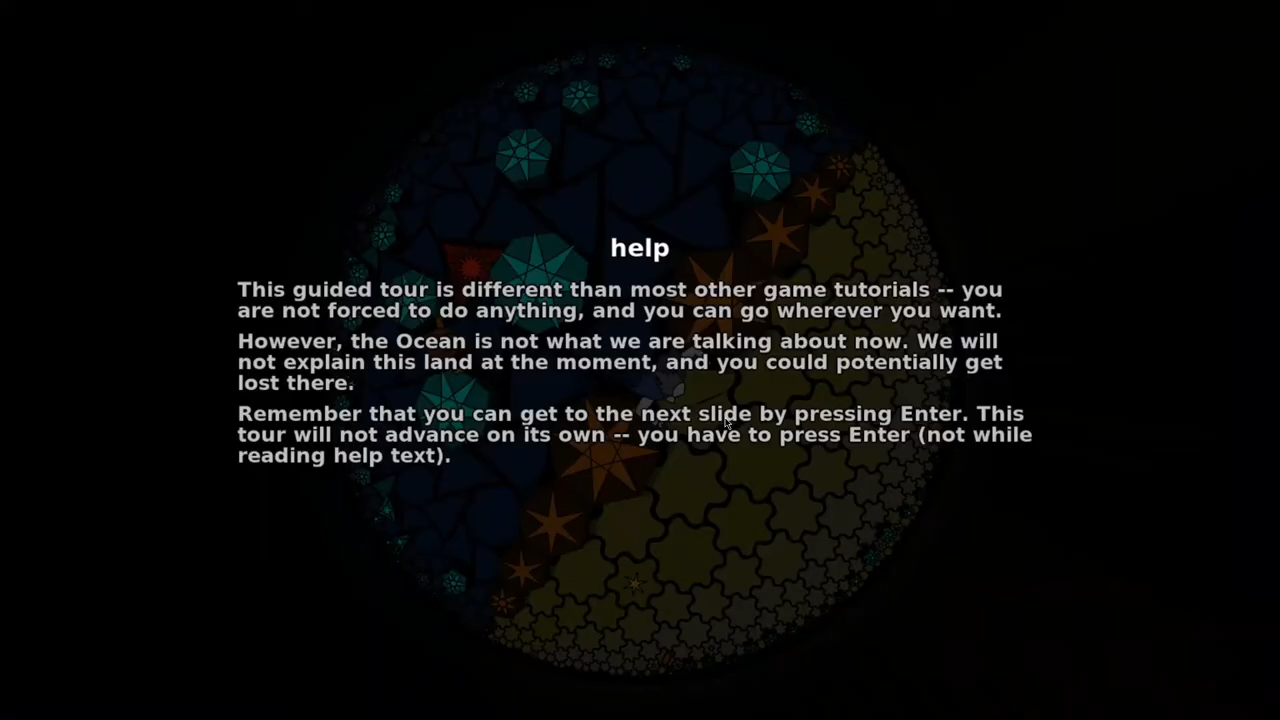 help
This guided tour is different than most other game tutorials -- you
are not forced to do anything, and you can go wherever you want.
However, the Ocean is not what we are talking about now. We will
not explain this land at the moment, and you could potentially get
lost there.
Remember that you can get to the next slide by pressing Enter. This
tour will not advance on its own -- you have to press Enter (not while
reading help text).